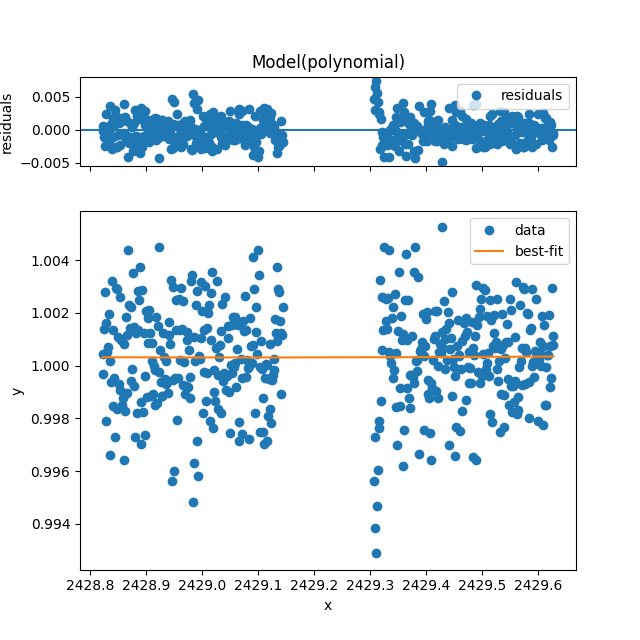 Model(polynomial)
residuals
0.005
0.000
−0.005
residuals
data
best-fit
y
1.004
1.002
1.000
0.998
0.996
0.994
2428.8 2428.9 2429.0 2429.1 2429.2 2429.3 2429.4 2429.5 2429.6
x